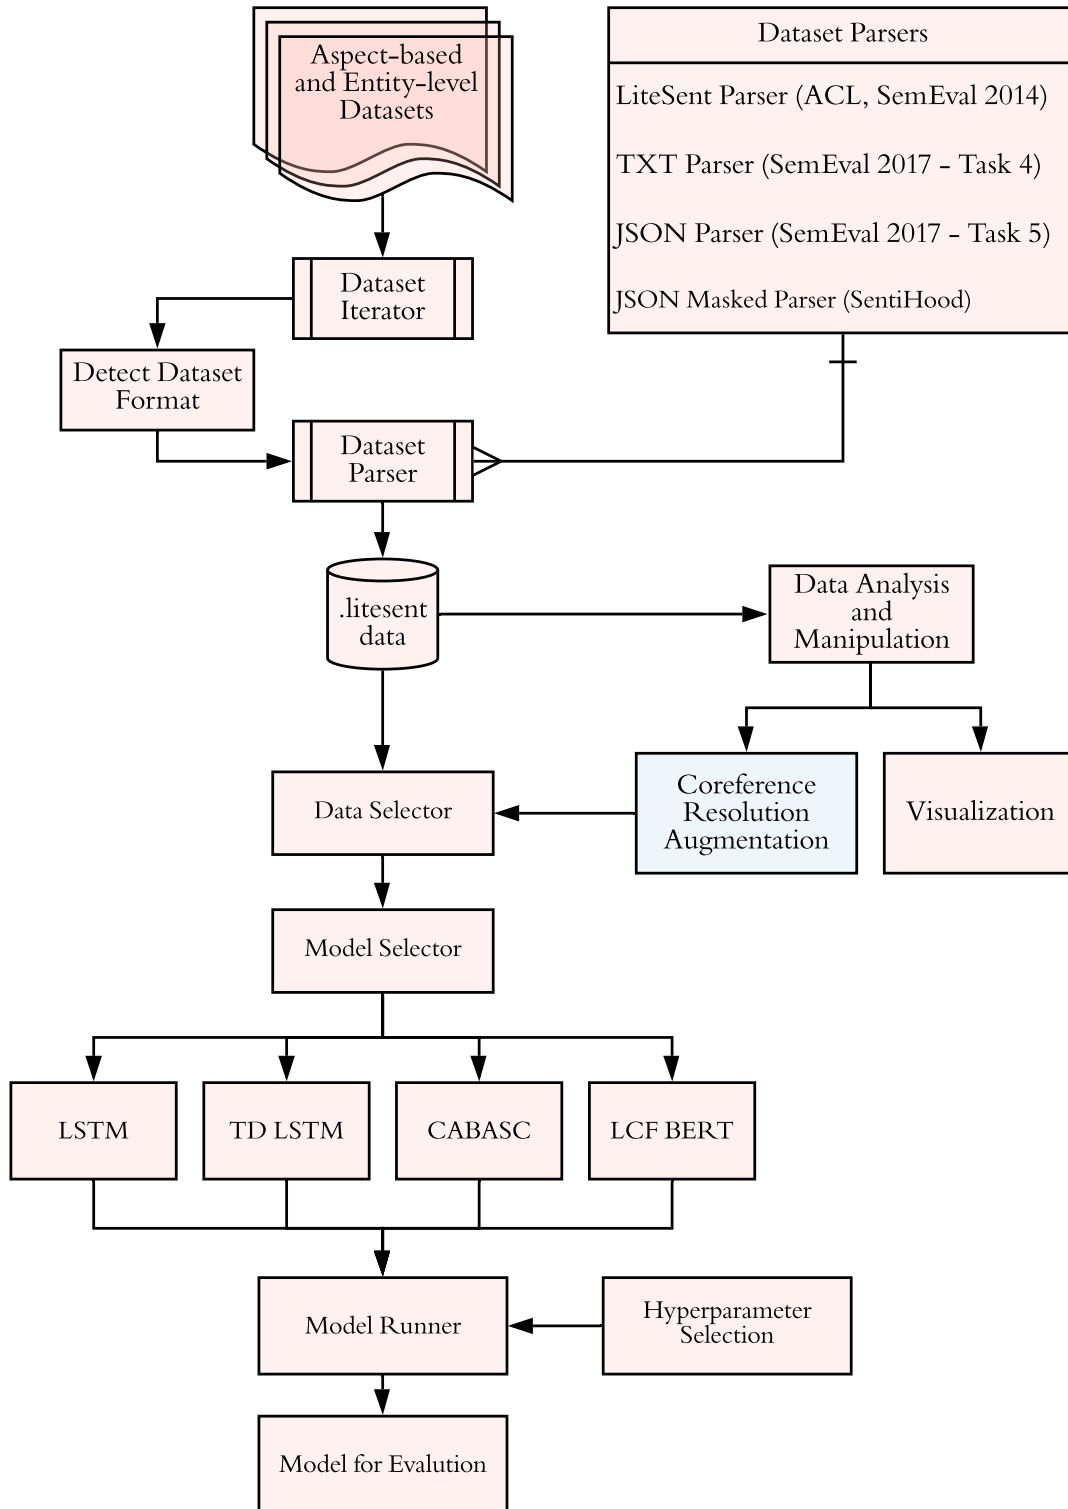 Aspect-based
and Entity-level
Datasets
Dataset Parsers
LiteSent Parser (ACL, SemEval 2014)
TXT Parser (SemEval 2017 - Task 4)
JSON Parser (SemEval 2017 - Task 5)
JSON Masked Parser (SentiHood)
Dataset
Iterator
Detect Dataset
Format
Dataset
Parser
.litesent
data
Data Analysis
and
Manipulation
Coreference
Resolution
Augmentation
Visualization
Data Selector
Model Selector
LSTM
TD LSTM
CABASC
LCF BERT
Model Runner
Hyperparameter
Selection
Model for Evalution